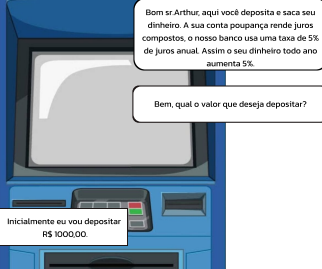 Bom sr.Arthur, aqui você deposita e saca seu
dinheiro. A sua conta poupança rende juros
compostos, o nosso banco usa uma taxa de 5%
de juros anual. Assim o seu dinheiro todo ano
aumenta 5%.
Bem, qual o valor que deseja depositar?
Inicialmente eu vou depositar
R$ 1000,00.